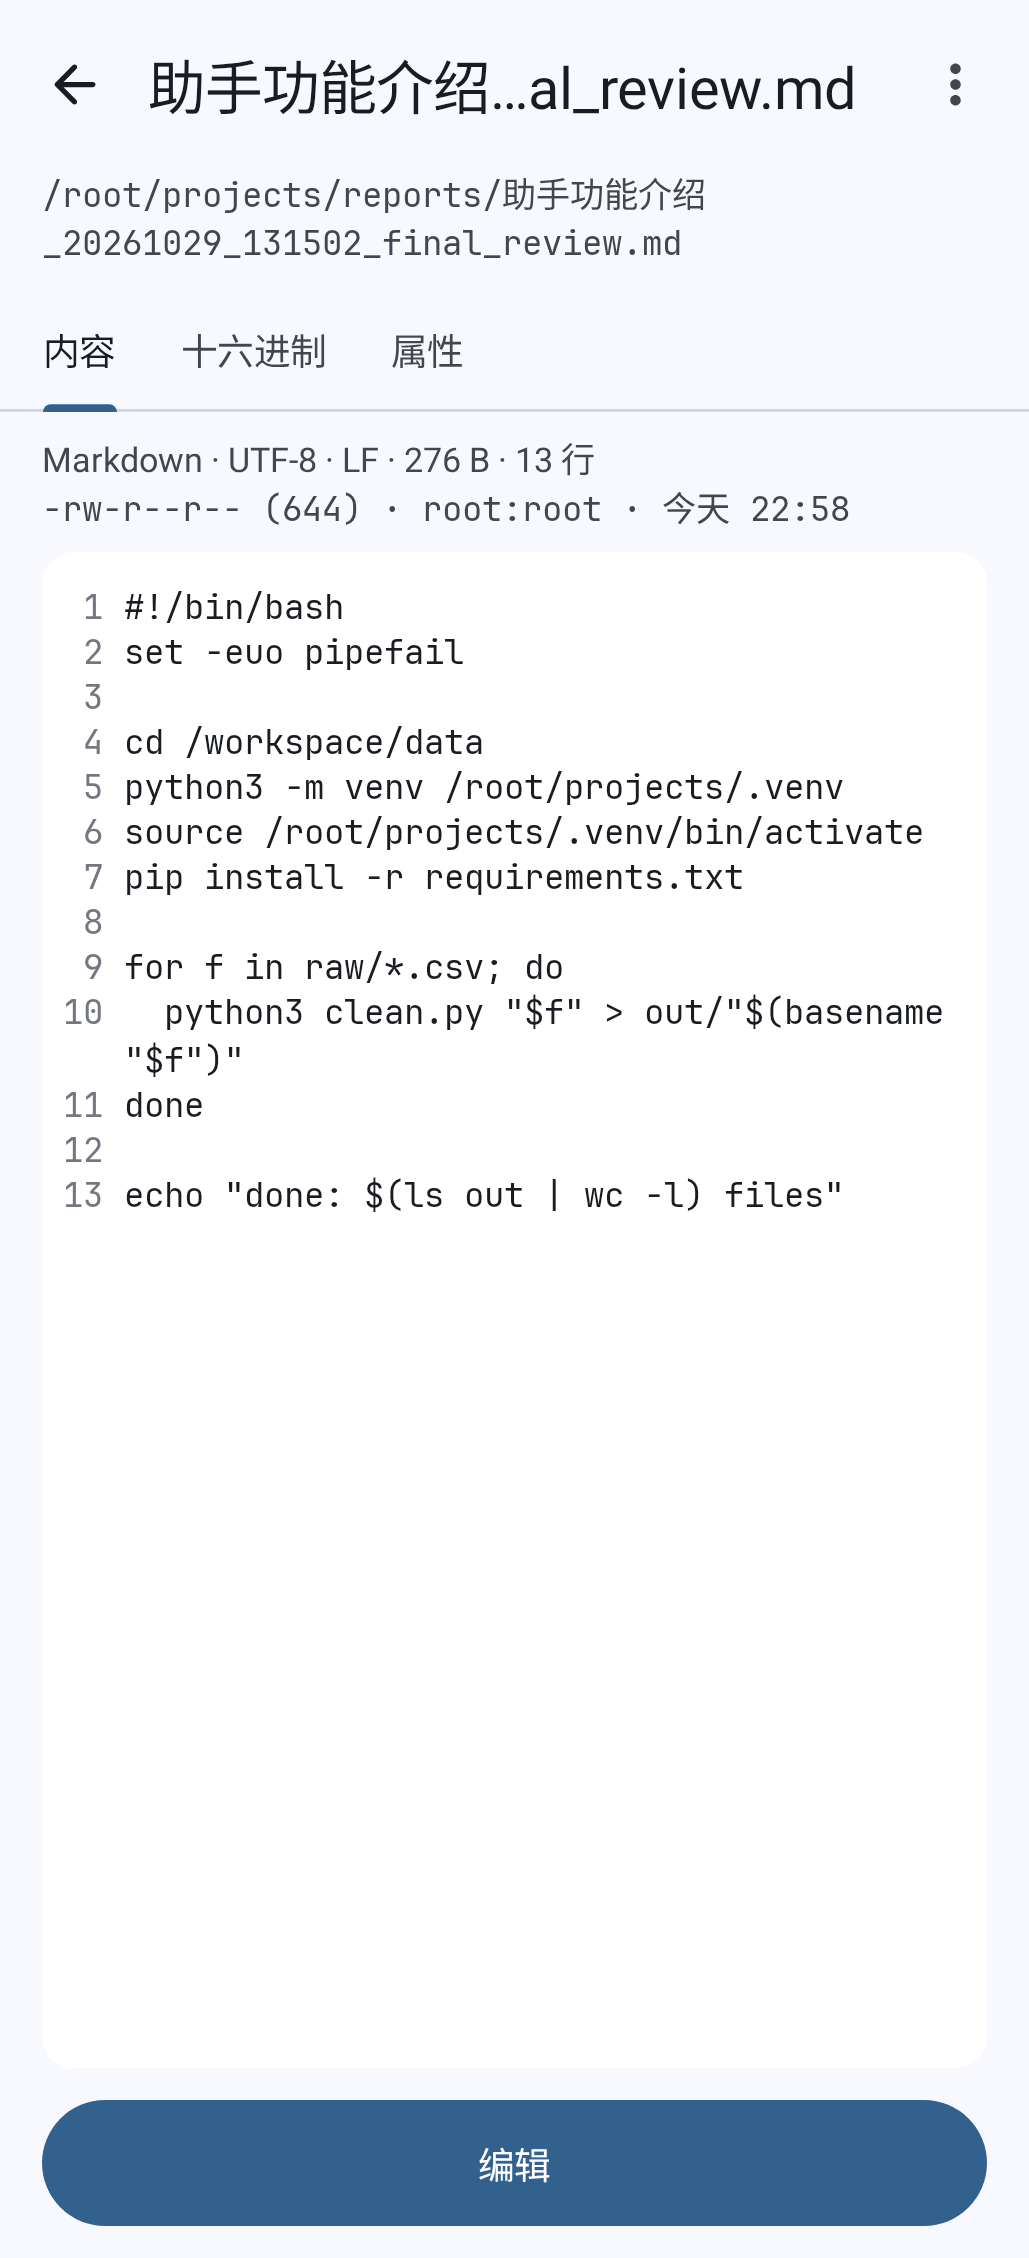 助手功能介绍...al_review.md
/root/projects/reports/助手功能介绍
_20261029_131502_final_review.md
内容 十六进制 属性
Markdown · UTF-8 · LF · 276 B · 13 行
-rw-r--r-- (644) · root:root · 今天 22:58
1 #!/bin/bash
2 set -euo pipefail
3
4 cd /workspace/data
5 python3 -m venv /root/projects/.venv
6 source /root/projects/.venv/bin/activate
7 pip install -r requirements.txt
8
9 for f in raw/*.csv; do
10   python3 clean.py "$f" > out/"$(basename
"$f")"
11 done
12
13 echo "done: $(ls out | wc -l) files"
编辑